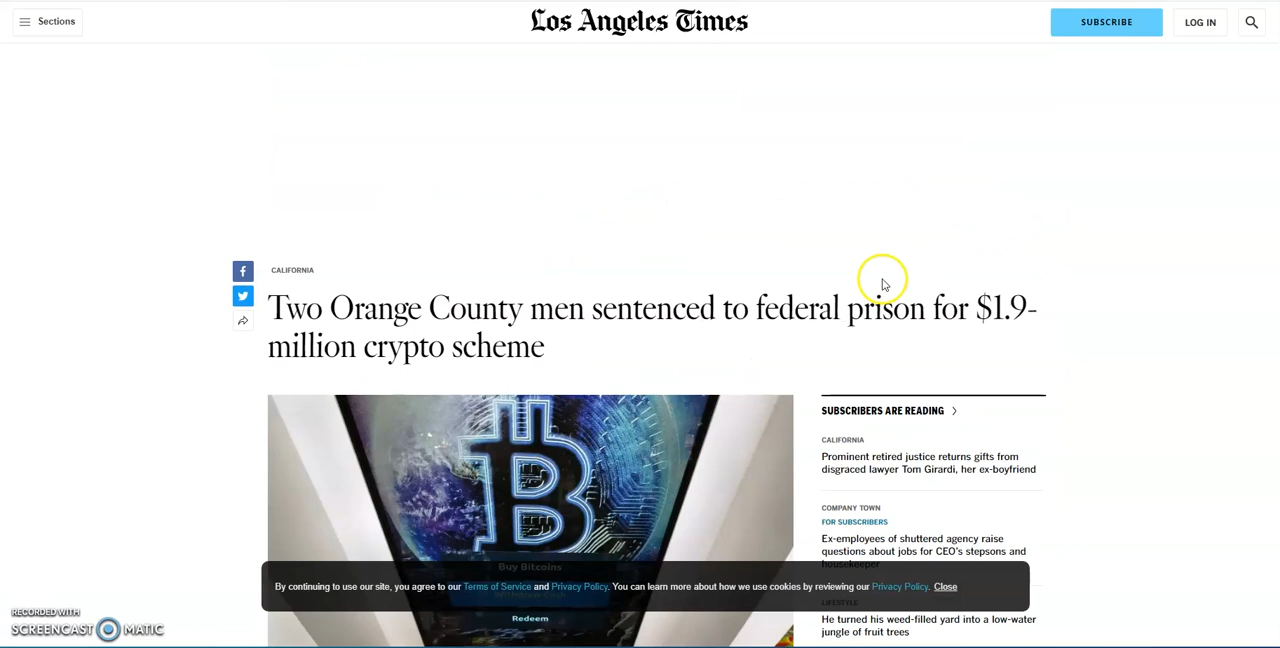 Sections
Los Angeles Times
SUBSCRIBE
LOG IN
CALIFORNIA
Two Orange County men sentenced to federal prison for $1.9-
million crypto scheme
SUBSCRIBERS ARE READING
CALIFORNIA
Prominent retired justice returns gifts from
disgraced lawyer Tom Girardi, her ex-boyfriend
COMPANY TOWN
FOR SUBSCRIBERS
Ex-employees of shuttered agency raise
questions about jobs for CEO's stepsons and
housekeeper
Buy Bitcoins
By continuing to use our site, you agree to our Terms of Service and Privacy Policy. You can learn more about how we use cookies by reviewing our Privacy Policy. Close
Redeem
LIFESTYLE
He turned his weed-filled yard into a low-water
jungle of fruit trees
RECORDED WITH
SCREENCAST MATIC